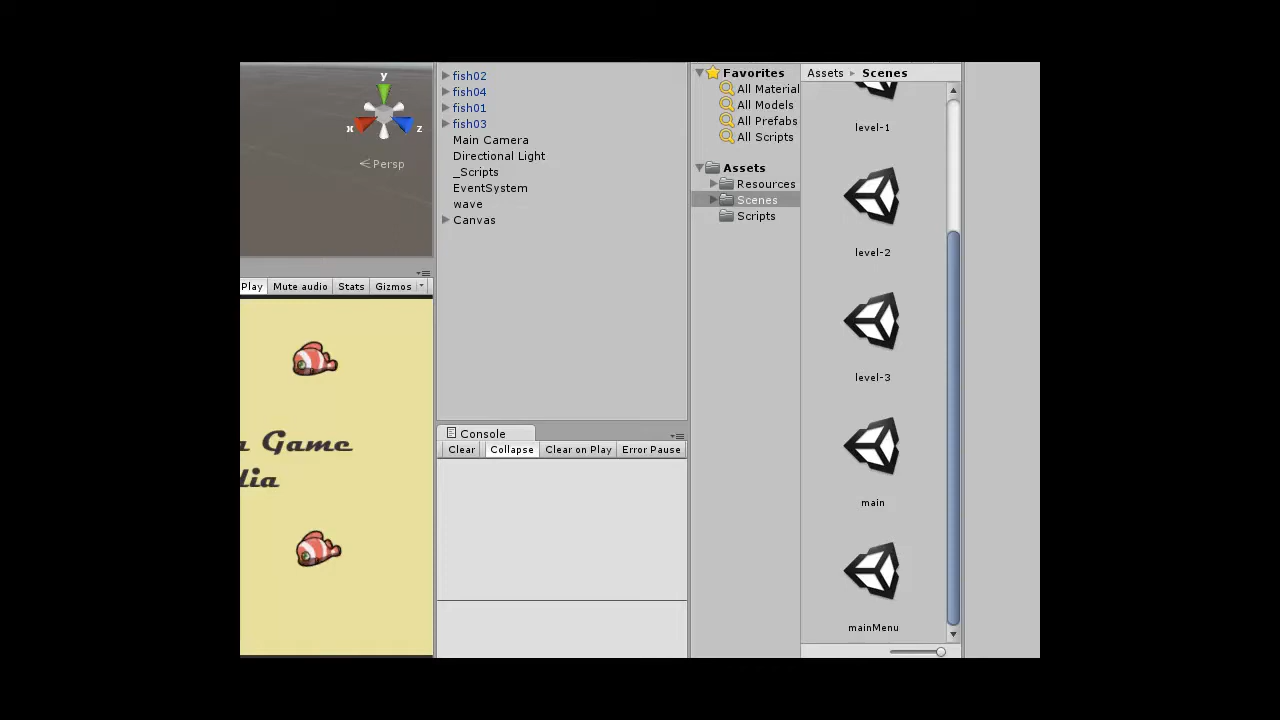 y
x
z
Persp
Play
Mute audio
Stats
Gizmos
Game
fish02
fish04
fish01
fish03
Main Camera
Directional Light
_Scripts
EventSystem
wave
Canvas
Console
Clear
Collapse
Clear on Play
Error Pause
Favorites
All Material
All Models
All Prefabs
All Scripts
Assets
Resources
Scenes
Scripts
Assets
Scenes
level-1
level-2
level-3
main
mainMenu